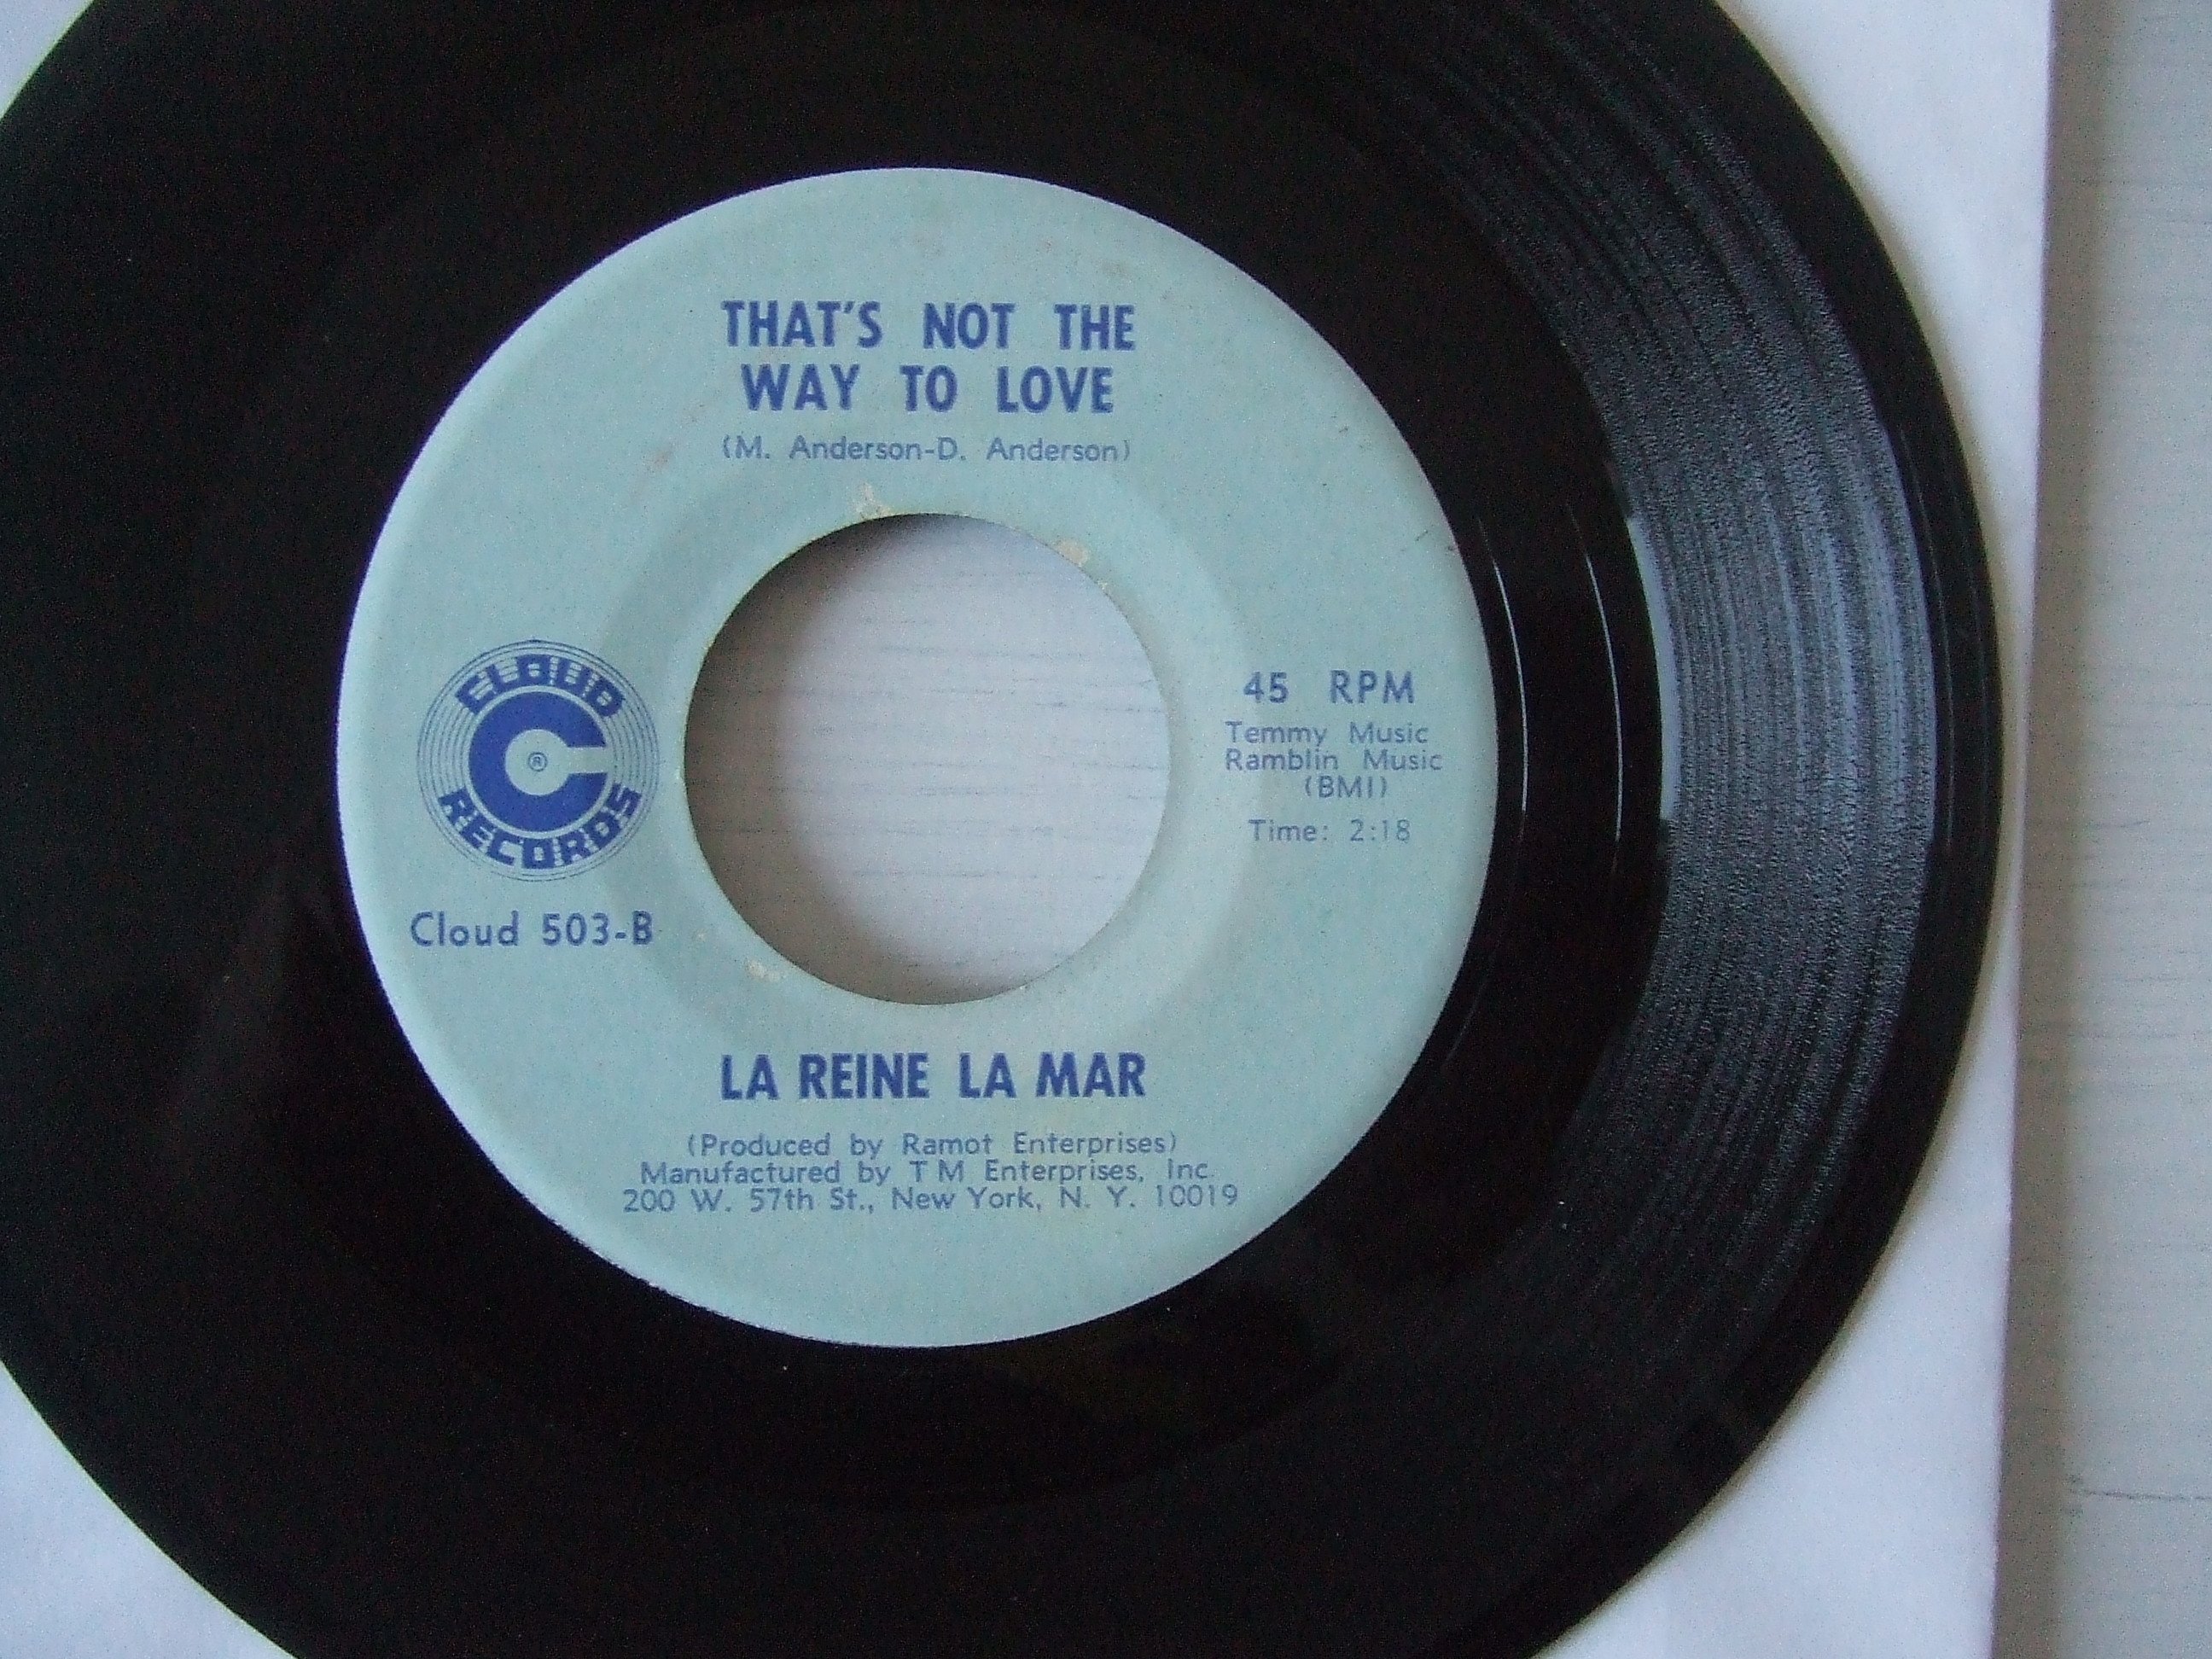 THAT'S NOT THE
WAY TO LOVE
(M. Anderson-D. Anderson)
CLOUD
C
®
RECORDS
Cloud 503-B
45 RPM
Temmy Music
Ramblin Music
(BMI)
Time: 2:18
LA REINE LA MAR
(Produced by Ramot Enterprises)
Manufactured by T M Enterprises, Inc.
200 W. 57th St., New York, N. Y. 10019